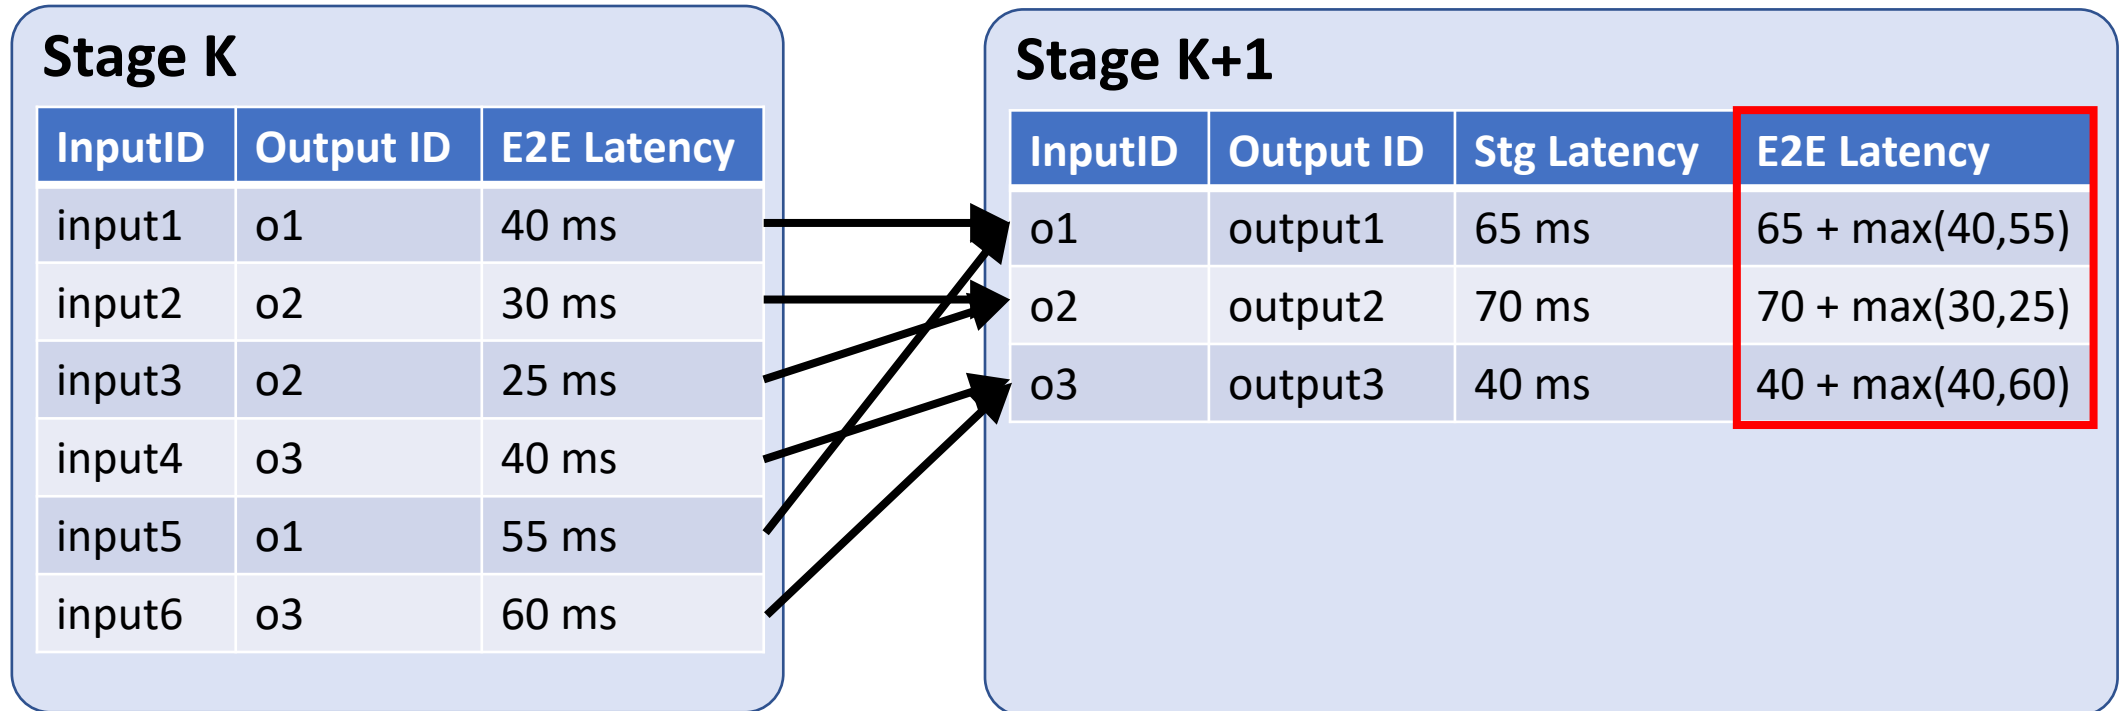 Stage K
InputID Output ID E2E Latency
input1 o1 40 ms
input2 o2 30 ms
input3 o2 25 ms
input4 o3 40 ms
input5 o1 55 ms
input6 o3 60 ms
Stage K+1
InputID Output ID Stg Latency E2E Latency
o1 output1 65 ms 65 + max(40,55)
o2 output2 70 ms 70 + max(30,25)
o3 output3 40 ms 40 + max(40,60)